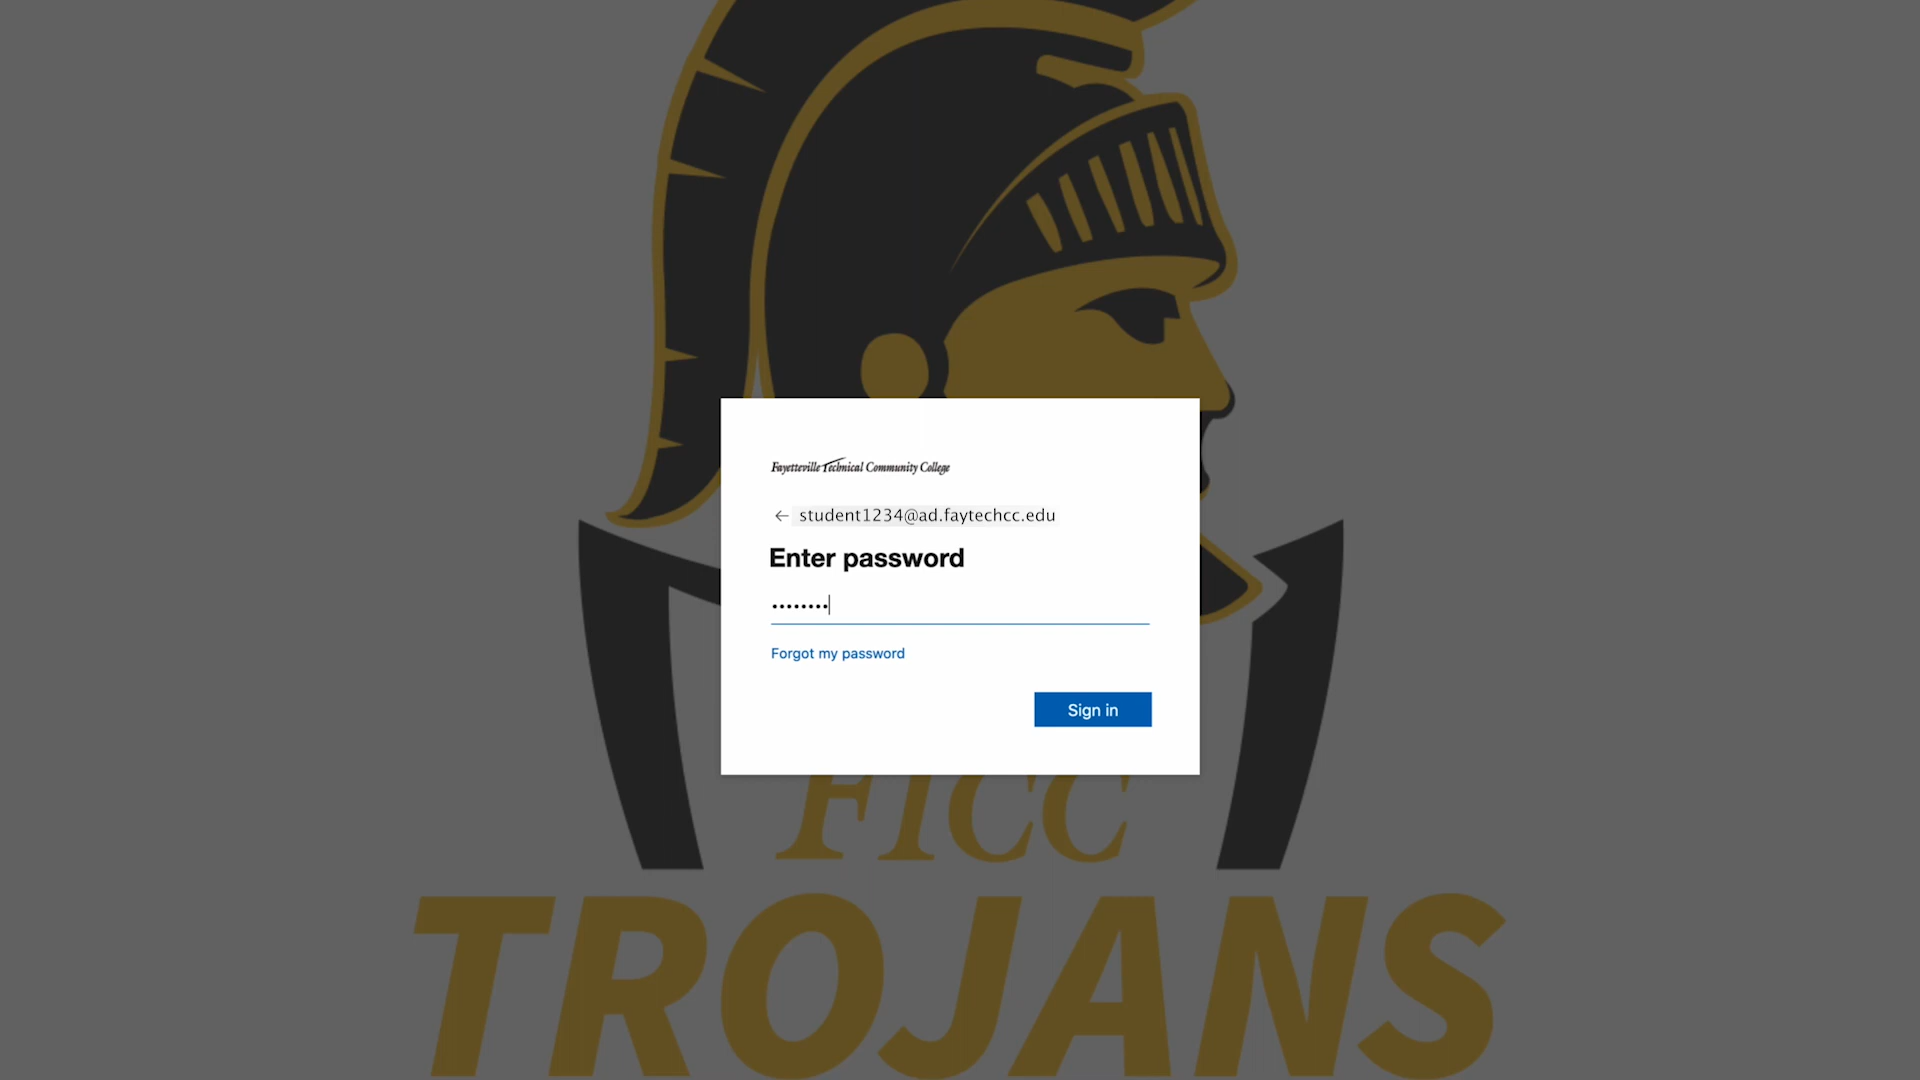 Fayetteville Technical Community College
← student1234@ad.faytechcc.edu
Enter password
••••••••
Forgot my password
Sign in
FTCC
TROJANS